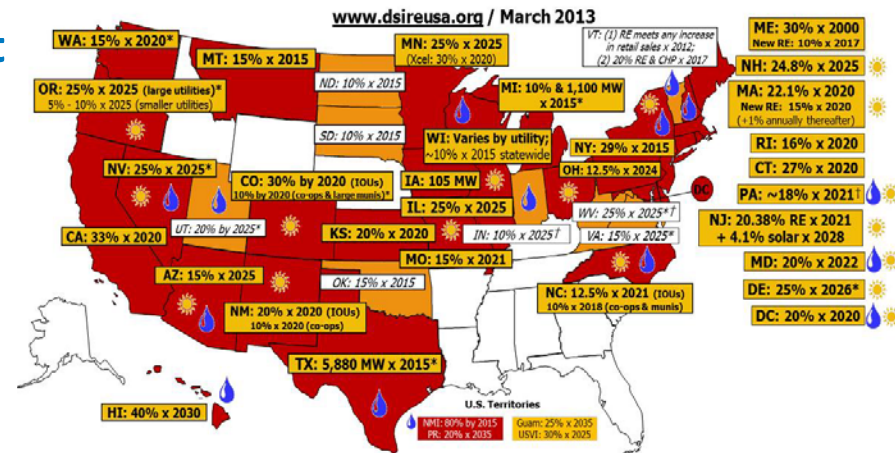 www.dsireusa.org / March 2013
WA: 15% x 2020*
MT: 15% x 2015
MN: 25% x 2025
(Xcel: 30% x 2020)
VT: (1) RE meets any increase
in retail sales x 2012;
(2) 20% RE & CHP x 2017
ME: 30% x 2000
New RE: 10% x 2017
NH: 24.8% x 2025
OR: 25% x 2025 (large utilities)*
5% - 10% x 2025 (smaller utilities)
ND: 10% x 2015
MI: 10% & 1,100 MW
x 2015*
MA: 22.1% x 2020
New RE: 15% x 2020
(+1% annually thereafter)
SD: 10% x 2015
WI: Varies by utility;
~10% x 2015 statewide
NY: 29% x 2015
RI: 16% x 2020
CT: 27% x 2020
NV: 25% x 2025*
CO: 30% by 2020 (IOUs)
10% by 2020 (co-ops & large munis)*
IA: 105 MW
OH: 12.5% x 2024
DC
PA: ~18% x 2021†
IL: 25% x 2025
WV: 25% x 2025*†
NJ: 20.38% RE x 2021
+ 4.1% solar x 2028
CA: 33% x 2020
UT: 20% by 2025*
KS: 20% x 2020
IN: 10% x 2025†
VA: 15% x 2025*
MO: 15% x 2021
MD: 20% x 2022
AZ: 15% x 2025
OK: 15% x 2015
NC: 12.5% x 2021 (IOUs)
10% x 2018 (co-ops & munis)
DE: 25% x 2026*
NM: 20% x 2020 (IOUs)
10% x 2020 (co-ops)
DC: 20% x 2020
TX: 5,880 MW x 2015*
HI: 40% x 2030
U.S. Territories
NMI: 80% by 2015
PR: 20% x 2035
Guam: 25% x 2035
USVI: 30% x 2025